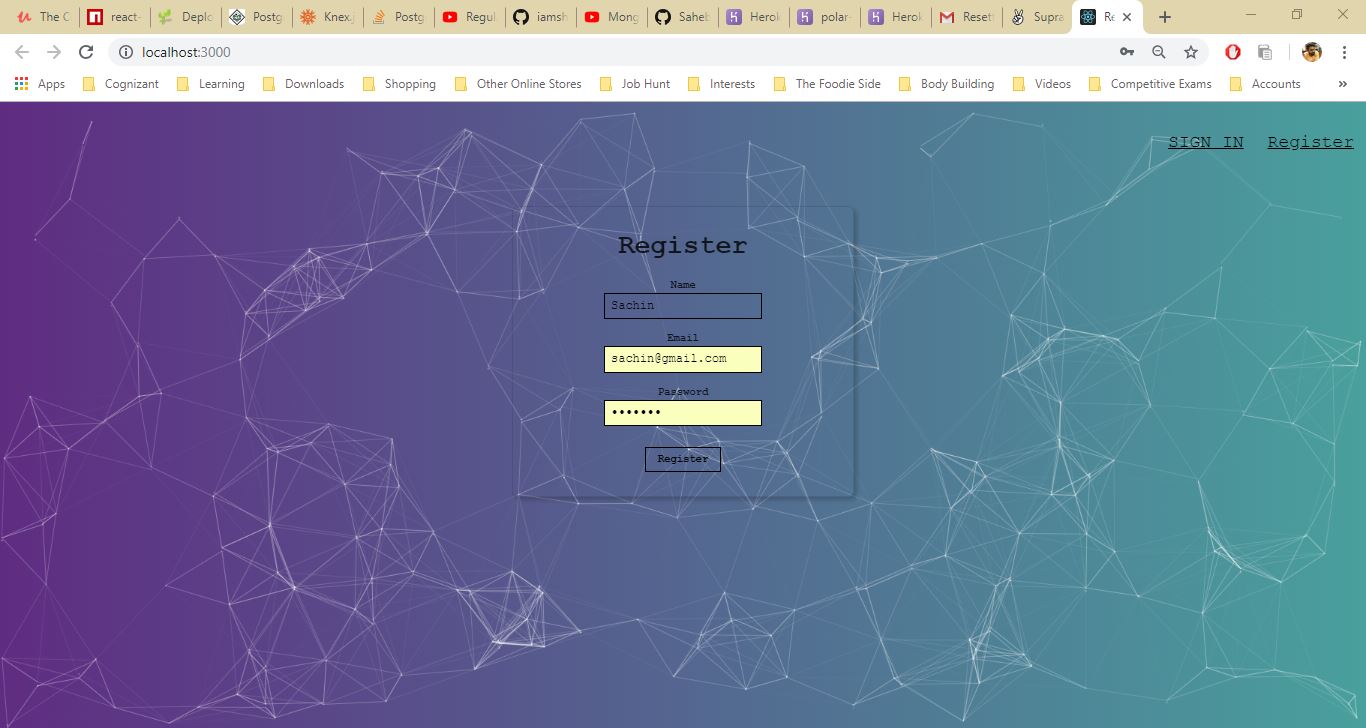 The C
react-
Deplo
Postg
Knex.j
Postg
Regul
iamsh
Mong
Saheb
Herok
polar-
Herok
Resett
Supra
Re
localhost:3000
Apps
Cognizant
Learning
Downloads
Shopping
Other Online Stores
Job Hunt
Interests
The Foodie Side
Body Building
Videos
Competitive Exams
Accounts
»
SIGN IN Register
Register
Name
Sachin
Email
sachin@gmail.com
Password
•••••••
Register